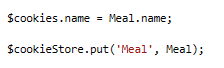 $cookies.name = Meal.name;
$cookieStore.put('Meal', Meal);